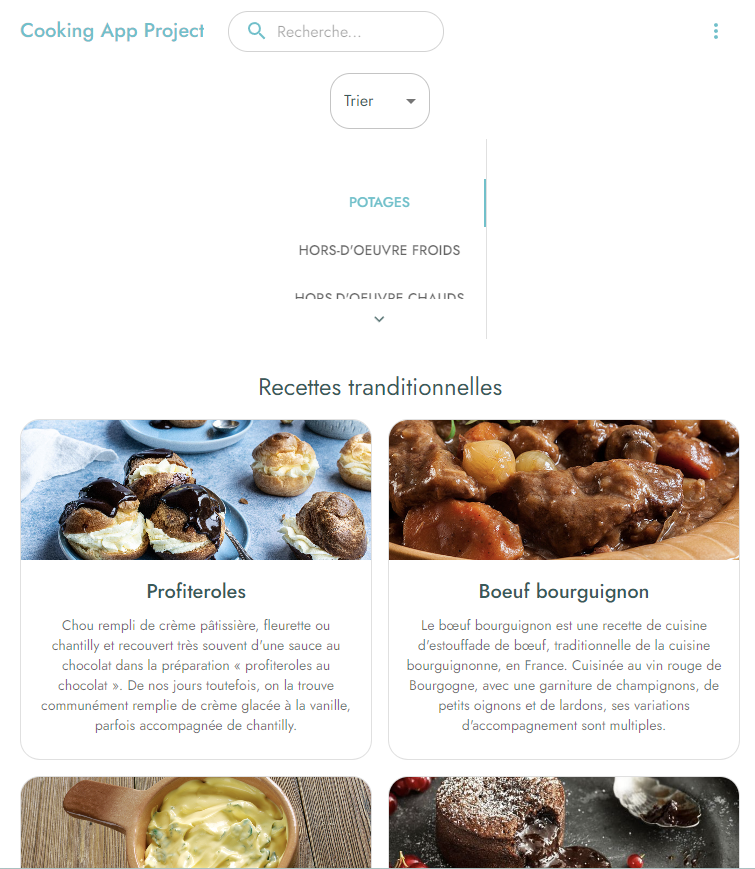 Cooking App Project
Recherche...
Trier
POTAGES
HORS-D'OEUVRE FROIDS
HORS D'OEUVRE CHAUDS
Recettes traditionnelles
Profiteroles
Chou rempli de crème pâtissière, fleurette ou
chantilly et recouvert très souvent d'une sauce au
chocolat dans la préparation « profiteroles au
chocolat ». De nos jours toutefois, on la trouve
communément remplie de crème glacée à la vanille,
parfois accompagnée de chantilly.
Boeuf bourguignon
Le bœuf bourguignon est une recette de cuisine
d'estouffade de bœuf, traditionnelle de la cuisine
bourguignonne, en France. Cuisinée au vin rouge de
Bourgogne, avec une garniture de champignons, de
petits oignons et de lardons, ses variations
d'accompagnement sont multiples.